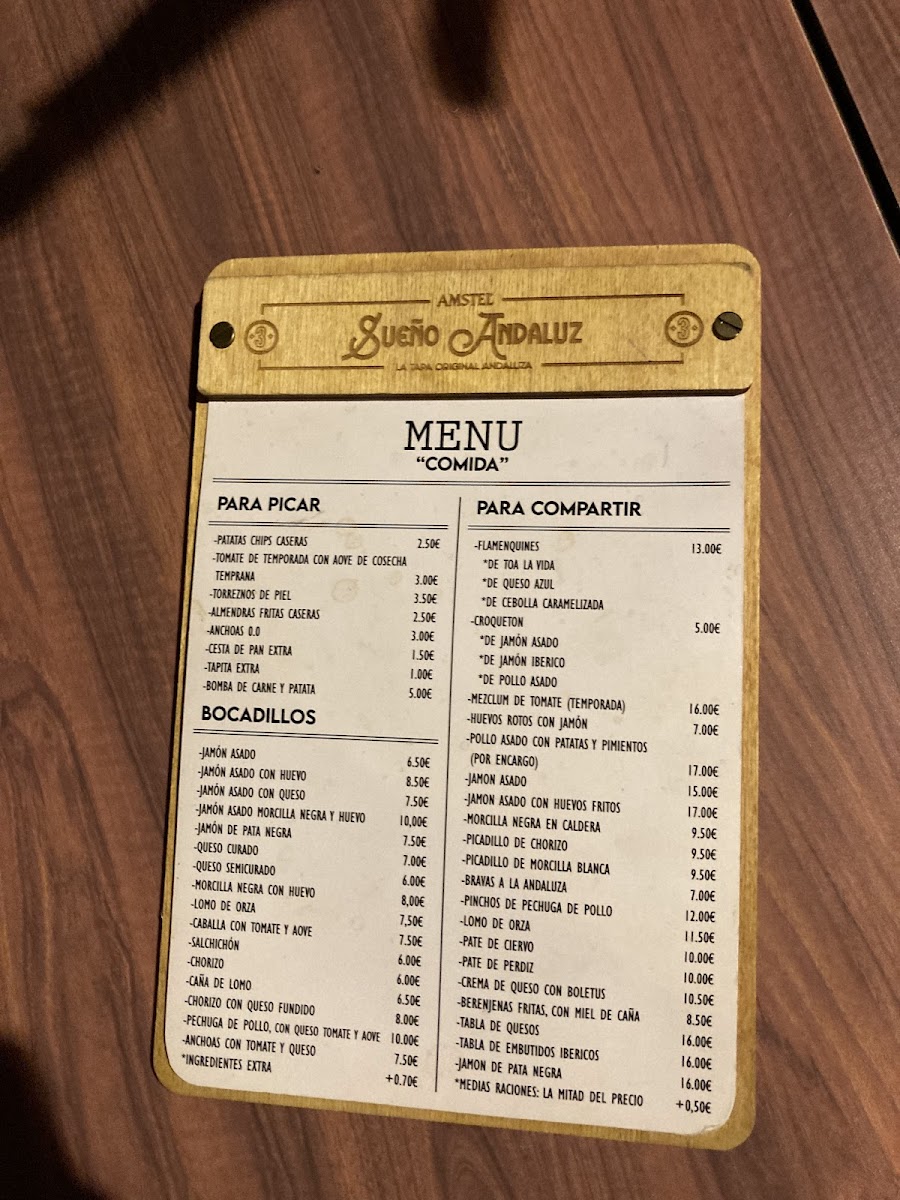 AMSTEL
3 SUEÑO ANDALUZ 3
LA TAPA ORIGINAL ANDALUZA
MENU
“COMIDA”
PARA PICAR
-PATATAS CHIPS CASERAS 2.50€
-TOMATE DE TEMPORADA CON AOVE DE COSECHA
TEMPRANA 3.00€
-TORREZNOS DE PIEL 3.50€
-ALMENDRAS FRITAS CASERAS 2.50€
-ANCHOAS 0.0 3.00€
-CESTA DE PAN EXTRA 1.50€
-TAPITA EXTRA 1.00€
-BOMBA DE CARNE Y PATATA 5.00€
BOCADILLOS
-JAMÓN ASADO 6.50€
-JAMÓN ASADO CON HUEVO 8.50€
-JAMÓN ASADO CON QUESO 7.50€
-JAMÓN ASADO MORCILLA NEGRA Y HUEVO 10,00€
-JAMÓN DE PATA NEGRA 7.50€
-QUESO CURADO 7.00€
-QUESO SEMICURADO 6.00€
-MORCILLA NEGRA CON HUEVO 8,00€
-LOMO DE ORZA 7,50€
-CABALLA CON TOMATE Y AOVE 7.50€
-SALCHICHÓN 6.00€
-CHORIZO 6.00€
-CAÑA DE LOMO 6.50€
-CHORIZO CON QUESO FUNDIDO 8.00€
-PECHUGA DE POLLO, CON QUESO TOMATE Y AOVE 10.00€
-ANCHOAS CON TOMATE Y QUESO 7.50€
*INGREDIENTES EXTRA +0.70€
PARA COMPARTIR
-FLAMENQUINES 13.00€
*DE TOA LA VIDA
*DE QUESO AZUL
*DE CEBOLLA CARAMELIZADA
-CROQUETON 5.00€
*DE JAMÓN ASADO
*DE JAMÓN IBERICO
*DE POLLO ASADO
-MEZCLUM DE TOMATE (TEMPORADA) 16.00€
-HUEVOS ROTOS CON JAMÓN 7.00€
-POLLO ASADO CON PATATAS Y PIMIENTOS
(POR ENCARGO) 17.00€
-JAMON ASADO 15.00€
-JAMON ASADO CON HUEVOS FRITOS 17.00€
-MORCILLA NEGRA EN CALDERA 9.50€
-PICADILLO DE CHORIZO 9.50€
-PICADILLO DE MORCILLA BLANCA 9.50€
-BRAVAS A LA ANDALUZA 7.00€
-PINCHOS DE PECHUGA DE POLLO 12.00€
-LOMO DE ORZA 11.50€
-PATE DE CIERVO 10.00€
-PATE DE PERDIZ 10.00€
-CREMA DE QUESO CON BOLETUS 10.50€
-BERENJENAS FRITAS, CON MIEL DE CAÑA 8.50€
-TABLA DE QUESOS 16.00€
-TABLA DE EMBUTIDOS IBERICOS 16.00€
-JAMON DE PATA NEGRA 16.00€
*MEDIAS RACIONES: LA MITAD DEL PRECIO +0,50€